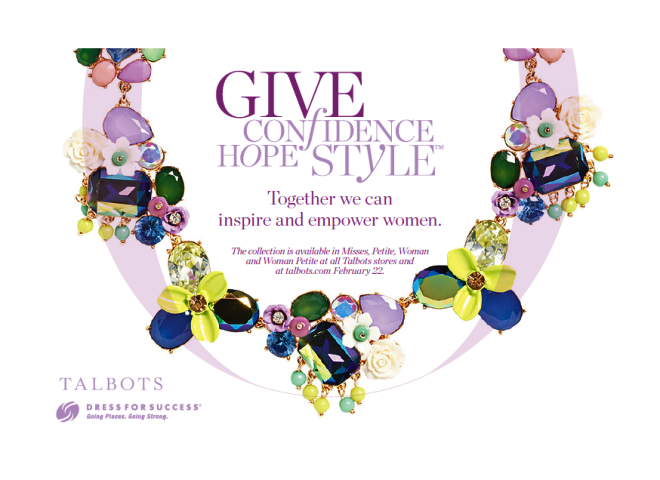 GIVE
CONfIDENCE
HOPE STYLE™
Together we can
inspire and empower women.
The collection is available in Misses, Petite, Woman
and Woman Petite at all Talbots stores and
at talbots.com February 22.
TALBOTS
DRESS FOR SUCCESS®
Going Places. Going Strong.